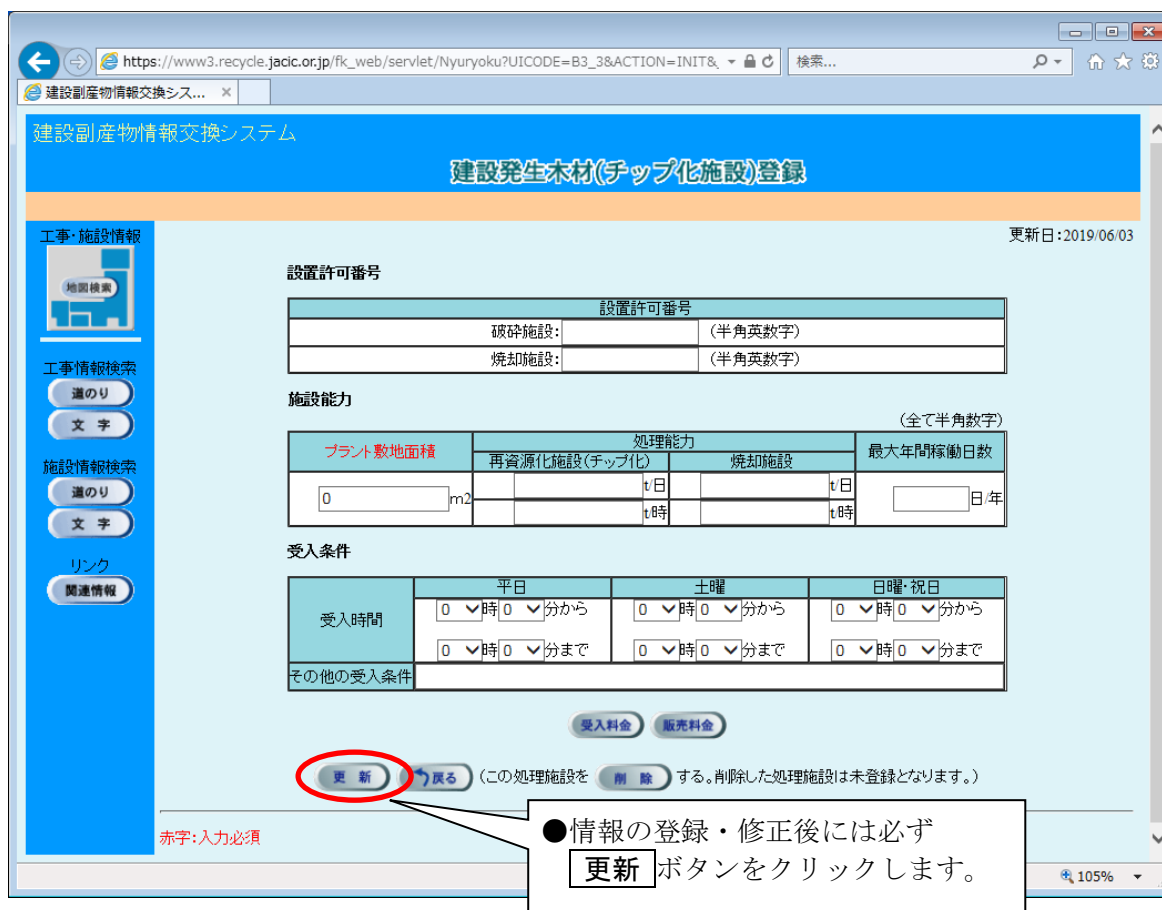 https://www3.recycle.jacic.or.jp/fk_web/servlet/Nyuryoku?UICODE=B3_3&ACTION=INIT&
検索...
建設副産物情報交換シス...
建設副産物情報交換システム
建設発生木材(チップ化施設)登録
更新日:2019/06/03
工事・施設情報
地図検索
工事情報検索
道のり
文 字
施設情報検索
道のり
文 字
リンク
関連情報
設置許可番号
設置許可番号
破砕施設: (半角英数字)
焼却施設: (半角英数字)
施設能力
(全て半角数字)
プラント敷地面積 処理能力 最大年間稼働日数
再資源化施設(チップ化) 焼却施設
0 m2 t/日 t/日 日/年
t/時 t/時
受入条件
平日 土曜 日曜・祝日
受入時間
0 時 0 分から 0 時 0 分から 0 時 0 分から
0 時 0 分まで 0 時 0 分まで 0 時 0 分まで
その他の受入条件
受入料金 販売料金
更 新 戻る (この処理施設を 削 除 する。削除した処理施設は未登録となります。)
赤字:入力必須
●情報の登録・修正後には必ず
更新 ボタンをクリックします。
105%